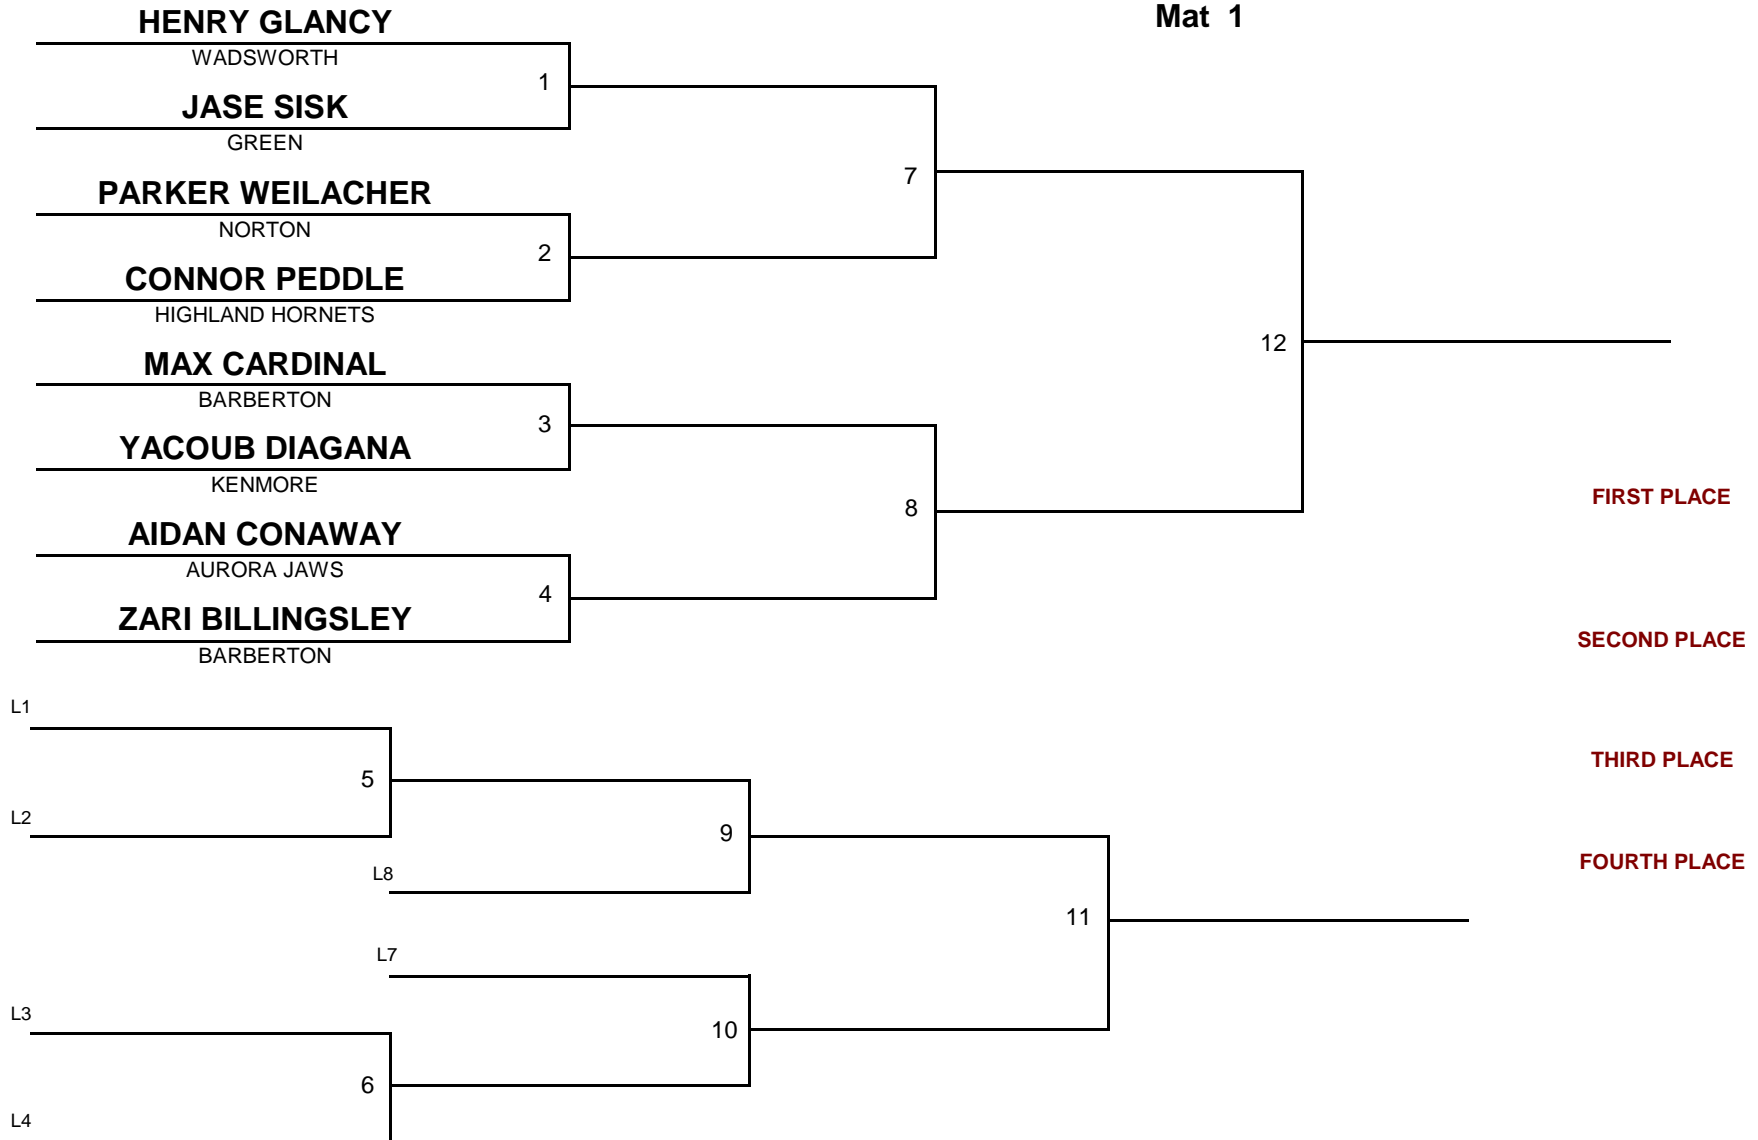 HENRY GLANCY
Mat 1
WADSWORTH
1
JASE SISK
GREEN
7
PARKER WEILACHER
NORTON
2
CONNOR PEDDLE
HIGHLAND HORNETS
12
MAX CARDINAL
BARBERTON
3
YACOUB DIAGANA
KENMORE
FIRST PLACE
8
AIDAN CONAWAY
AURORA JAWS
4
ZARI BILLINGSLEY
SECOND PLACE
BARBERTON
L1
THIRD PLACE
5
L2
9
FOURTH PLACE
L8
11
L7
L3
10
6
L4